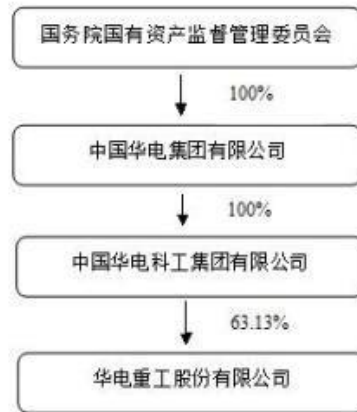 国务院国有资产监督管理委员会
100%
中国华电集团有限公司
100%
中国华电科工集团有限公司
63.13%
华电重工股份有限公司